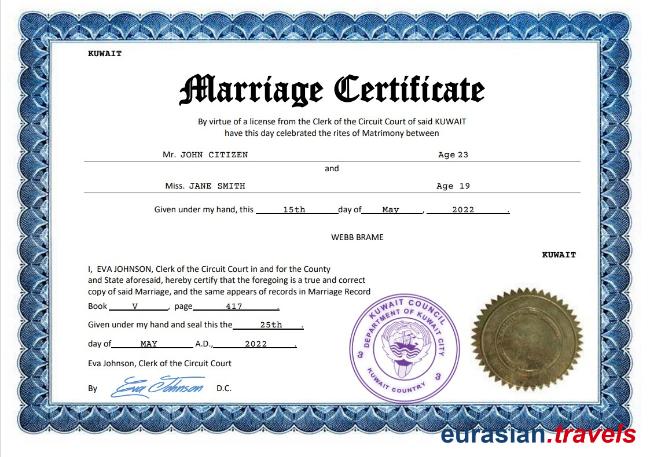 KUWAIT
Marriage Certificate
By virtue of a license from the Clerk of the Circuit Court of said KUWAIT
have this day celebrated the rites of Matrimony between
Mr. JOHN CITIZEN Age 23
and
Miss. JANE SMITH Age 19
Given under my hand, this 15th day of May , 2022 .
WEBB BRAME
KUWAIT
I, EVA JOHNSON, Clerk of the Circuit Court in and for the County
and State aforesaid, hereby certify that the foregoing is a true and correct
copy of said Marriage, and the same appears of records in Marriage Record
Book V , page 417 .
Given under my hand and seal this the 25th .
day of MAY A.D., 2022 .
Eva Johnson, Clerk of the Circuit Court
By Eva Johnson D.C.
KUWAIT COUNCIL
DEPARTMENT OF KUWAIT CITY
KUWAIT COUNTRY
eurasian.travels